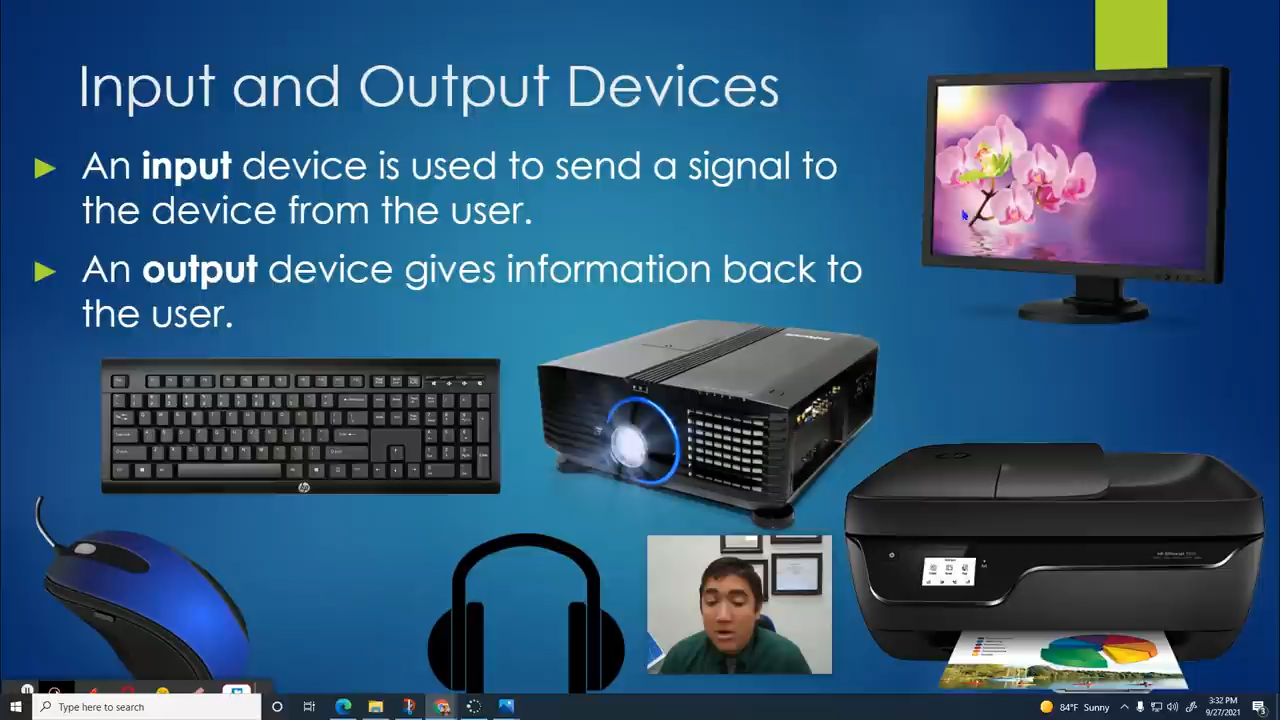 Input and Output Devices
An input device is used to send a signal to
the device from the user.
An output device gives information back to
the user.
hp
Type here to search
84°F Sunny
3:32 PM
9/27/2021